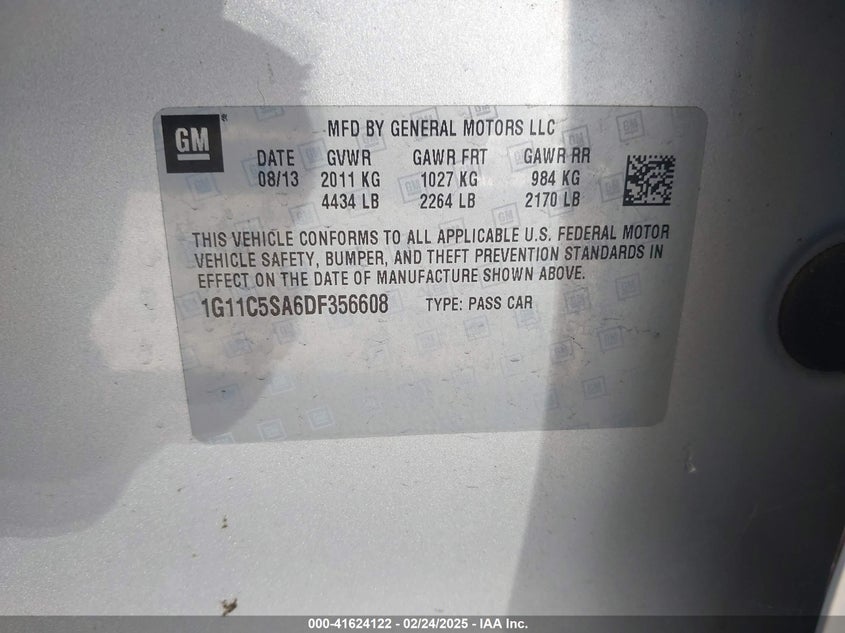 GM
MFD BY GENERAL MOTORS LLC
DATE GVWR GAWR FRT GAWR RR
08/13 2011 KG 1027 KG 984 KG
4434 LB 2264 LB 2170 LB
THIS VEHICLE CONFORMS TO ALL APPLICABLE U.S. FEDERAL MOTOR
VEHICLE SAFETY, BUMPER, AND THEFT PREVENTION STANDARDS IN
EFFECT ON THE DATE OF MANUFACTURE SHOWN ABOVE.
1G11C5SA6DF356608 TYPE: PASS CAR
000-41624122 - 02/24/2025 - IAA Inc.